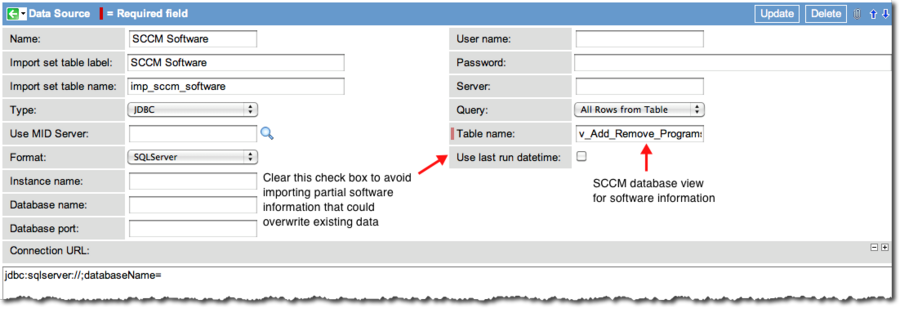 Data Source = Required field Update Delete
Name: SCCM Software
User name:
Import set table label: SCCM Software
Password:
Import set table name: imp_sccm_software
Server:
Type: JDBC
Query: All Rows from Table
Use MID Server:
Table name: v_Add_Remove_Programs
Format: SQLServer
Use last run datetime:
Instance name:
Database name:
Database port:
Clear this check box to avoid
importing partial software
information that could
overwrite existing data
SCCM database view
for software information
Connection URL:
jdbc:sqlserver://;databaseName=